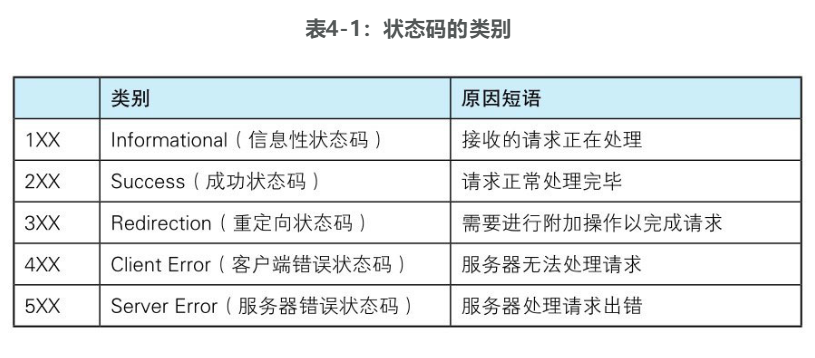 表4-1：状态码的类别
类别 原因短语
1XX Informational（信息性状态码） 接收的请求正在处理
2XX Success（成功状态码） 请求正常处理完毕
3XX Redirection（重定向状态码） 需要进行附加操作以完成请求
4XX Client Error（客户端错误状态码） 服务器无法处理请求
5XX Server Error（服务器错误状态码） 服务器处理请求出错